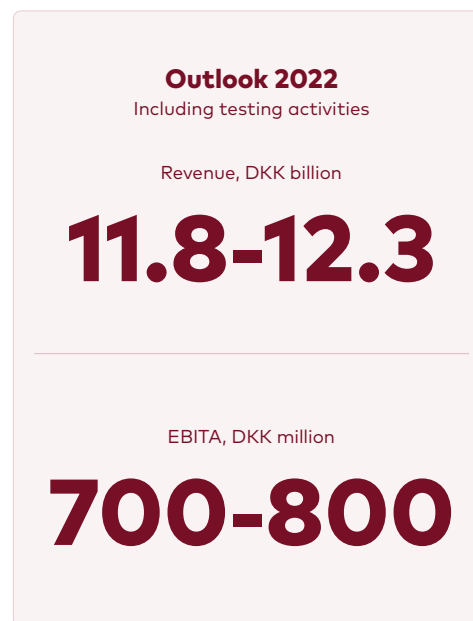 Outlook 2022
Including testing activities
Revenue, DKK billion
11.8-12.3
EBITA, DKK million
700-800